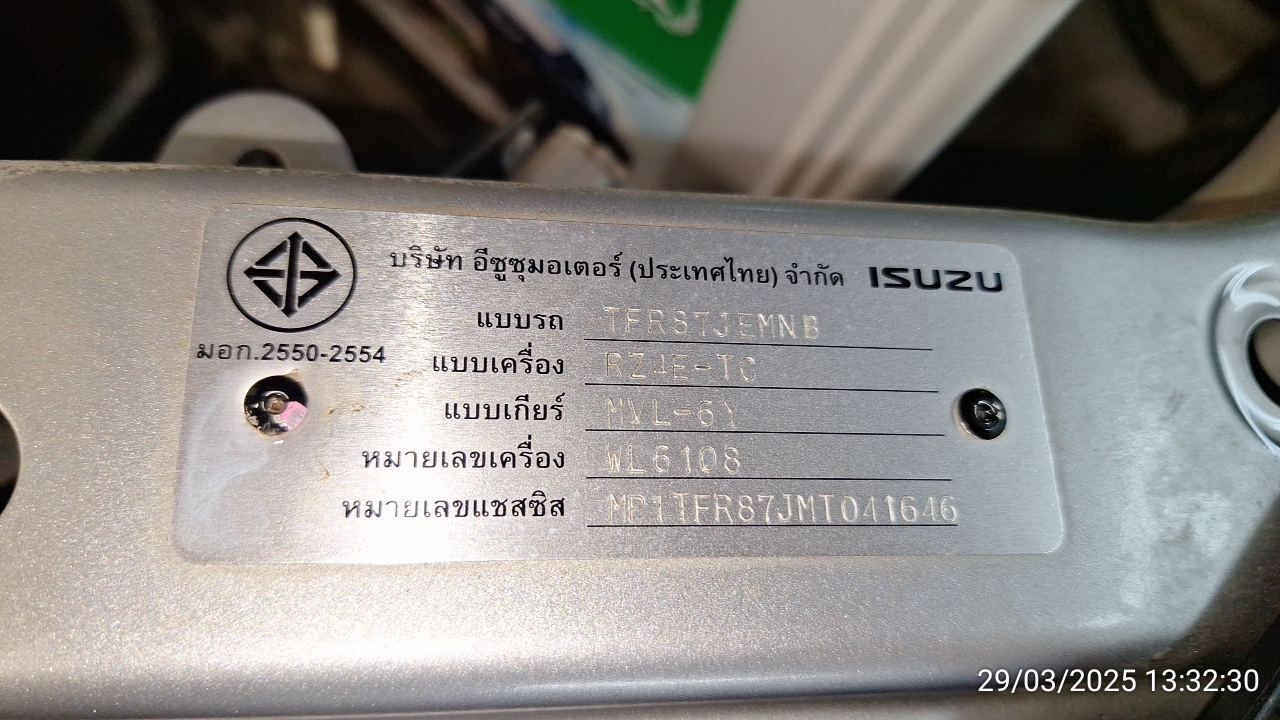 บริษัท อีซูซุมอเตอร์ (ประเทศไทย) จำกัด ISUZU
แบบรถ TFR87JEMNB
มอก.2550-2554
แบบเครื่อง RZ4E-TC
แบบเกียร์ MVL-6Y
หมายเลขเครื่อง WL6108
หมายเลขแชสซิส MP1TFR87JMT041646
29/03/2025 13:32:30